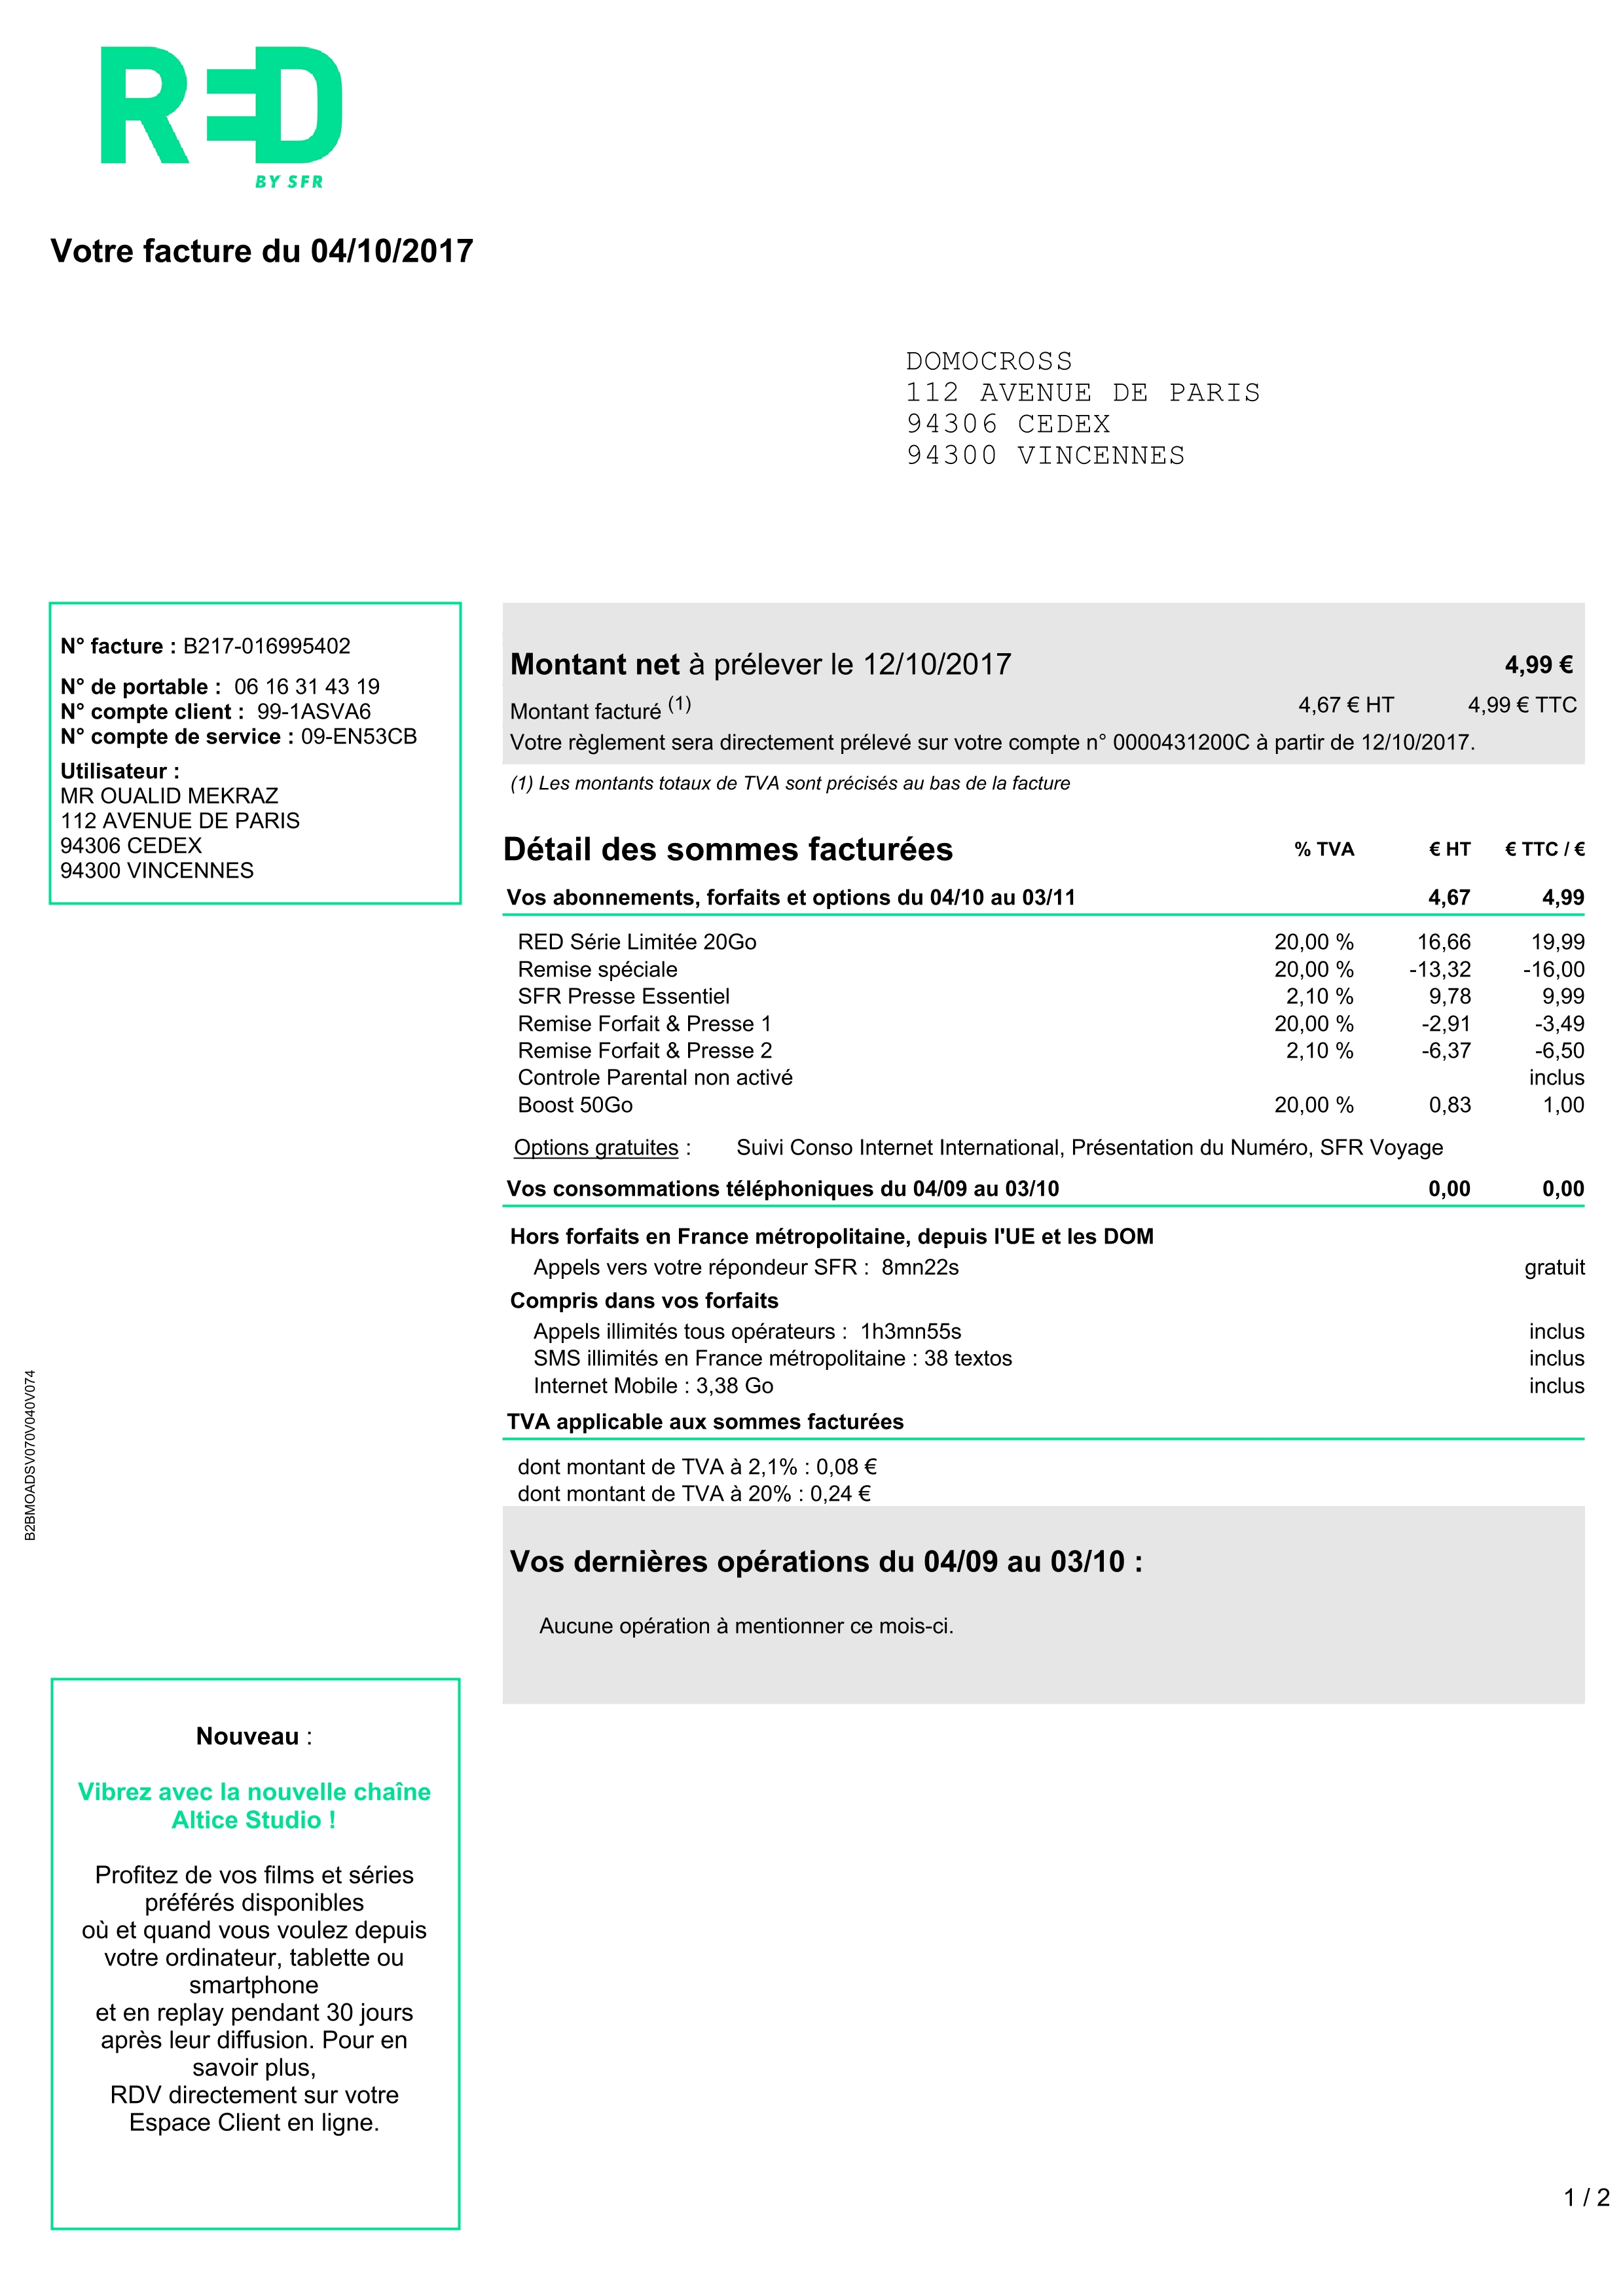 RED
BY SFR
Votre facture du 04/10/2017
DOMOCROSS
112 AVENUE DE PARIS
94306 CEDEX
94300 VINCENNES
N° facture : B217-016995402
N° de portable : 06 16 31 43 19
N° compte client : 99-1ASVA6
N° compte de service : 09-EN53CB
Utilisateur :
MR OUALID MEKRAZ
112 AVENUE DE PARIS
94306 CEDEX
94300 VINCENNES
Montant net à prélever le 12/10/2017 4,99 €
Montant facturé (1) 4,67 € HT 4,99 € TTC
Votre règlement sera directement prélevé sur votre compte n° 0000431200C à partir de 12/10/2017.
(1) Les montants totaux de TVA sont précisés au bas de la facture
Détail des sommes facturées % TVA € HT € TTC / €
Vos abonnements, forfaits et options du 04/10 au 03/11 4,67 4,99
RED Série Limitée 20Go 20,00 % 16,66 19,99
Remise spéciale 20,00 % -13,32 -16,00
SFR Presse Essentiel 2,10 % 9,78 9,99
Remise Forfait & Presse 1 20,00 % -2,91 -3,49
Remise Forfait & Presse 2 2,10 % -6,37 -6,50
Controle Parental non activé inclus
Boost 50Go 20,00 % 0,83 1,00
Options gratuites : Suivi Conso Internet International, Présentation du Numéro, SFR Voyage
Vos consommations téléphoniques du 04/09 au 03/10 0,00 0,00
Hors forfaits en France métropolitaine, depuis l'UE et les DOM
Appels vers votre répondeur SFR : 8mn22s gratuit
Compris dans vos forfaits
Appels illimités tous opérateurs : 1h3mn55s inclus
SMS illimités en France métropolitaine : 38 textos inclus
Internet Mobile : 3,38 Go inclus
TVA applicable aux sommes facturées
dont montant de TVA à 2,1% : 0,08 €
dont montant de TVA à 20% : 0,24 €
Vos dernières opérations du 04/09 au 03/10 :
Aucune opération à mentionner ce mois-ci.
B2BMOADSV070V040V074
Nouveau :
Vibrez avec la nouvelle chaîne
Altice Studio !
Profitez de vos films et séries
préférés disponibles
où et quand vous voulez depuis
votre ordinateur, tablette ou
smartphone
et en replay pendant 30 jours
après leur diffusion. Pour en
savoir plus,
RDV directement sur votre
Espace Client en ligne.
1 / 2